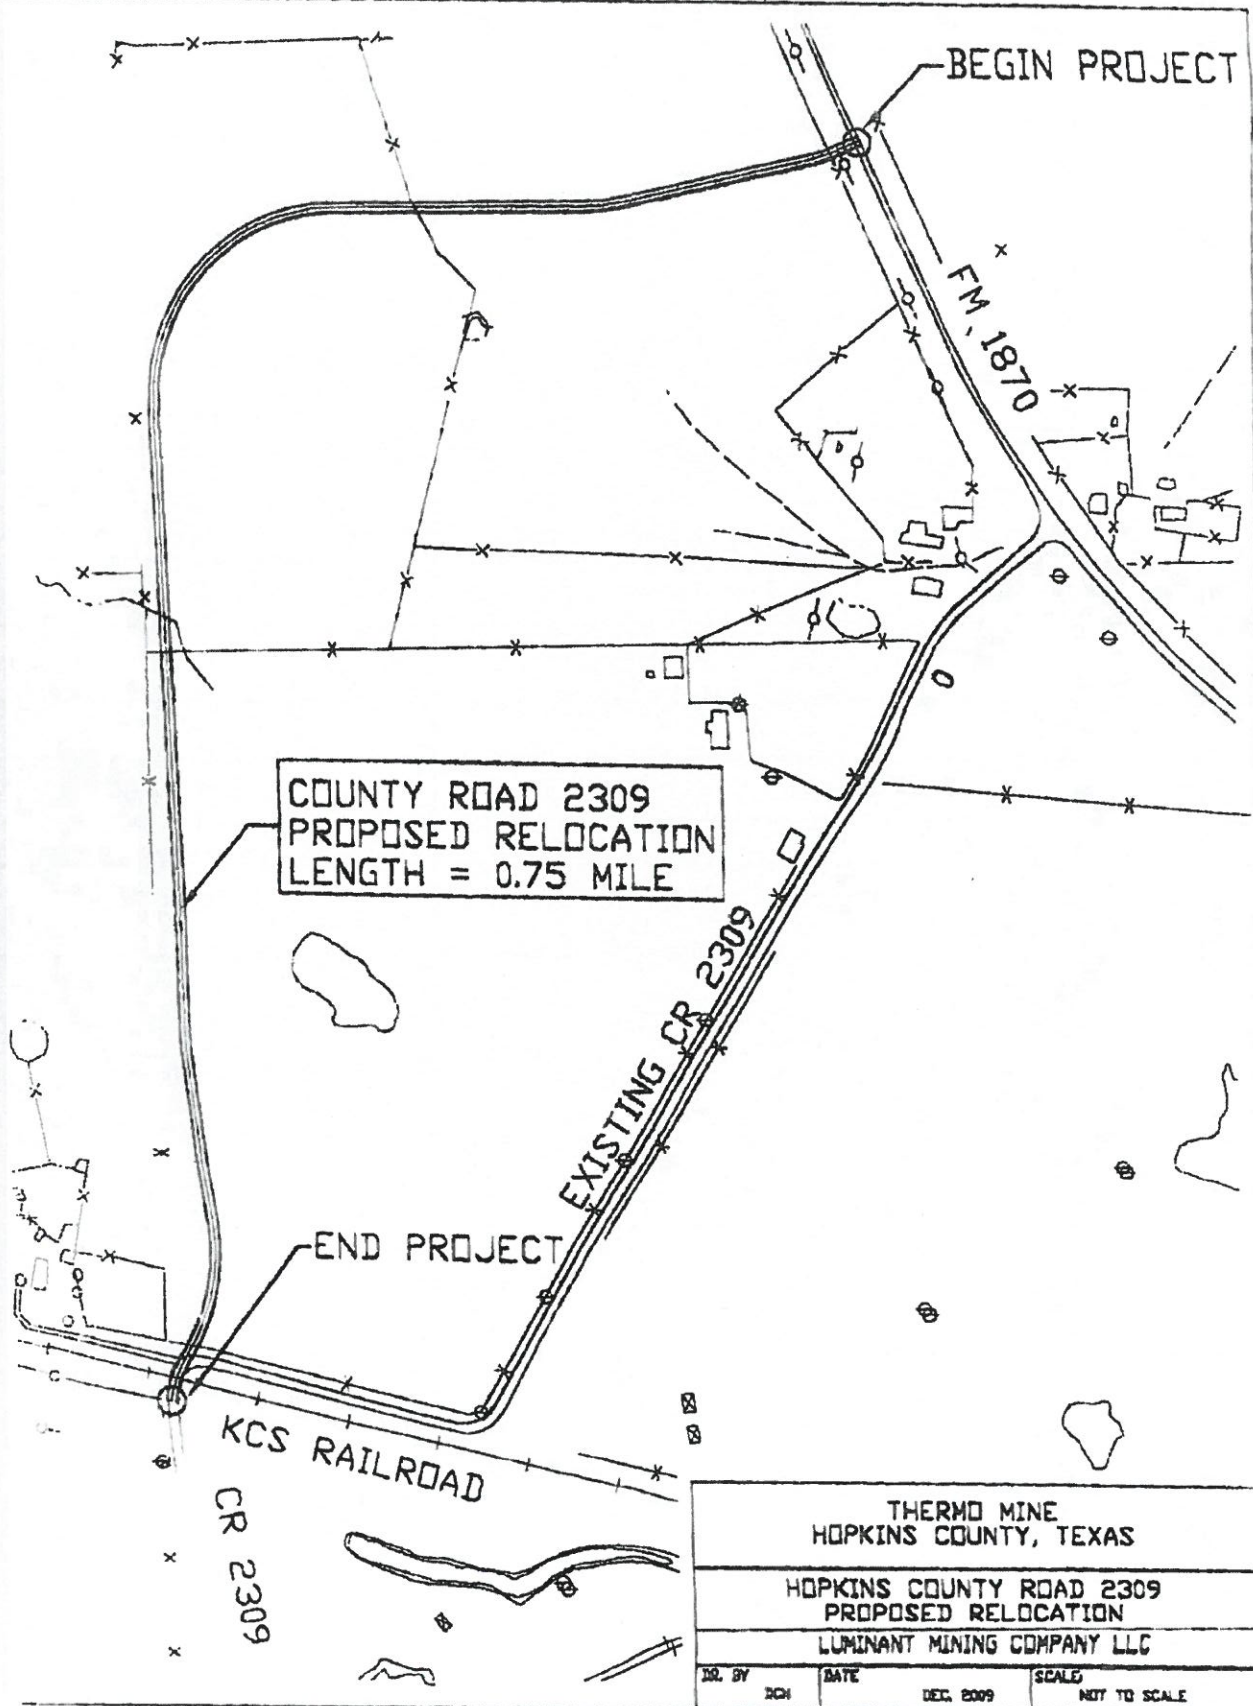 BEGIN PROJECT
FM 1870
COUNTY ROAD 2309
PROPOSED RELOCATION
LENGTH = 0.75 MILE
EXISTING CR 2309
END PROJECT
KCS RAILROAD
CR 2309
THERMO MINE
HOPKINS COUNTY, TEXAS
HOPKINS COUNTY ROAD 2309
PROPOSED RELOCATION
LUMINANT MINING COMPANY LLC
DR. BY
DATE
SCALE
DEC. 2009
NOT TO SCALE